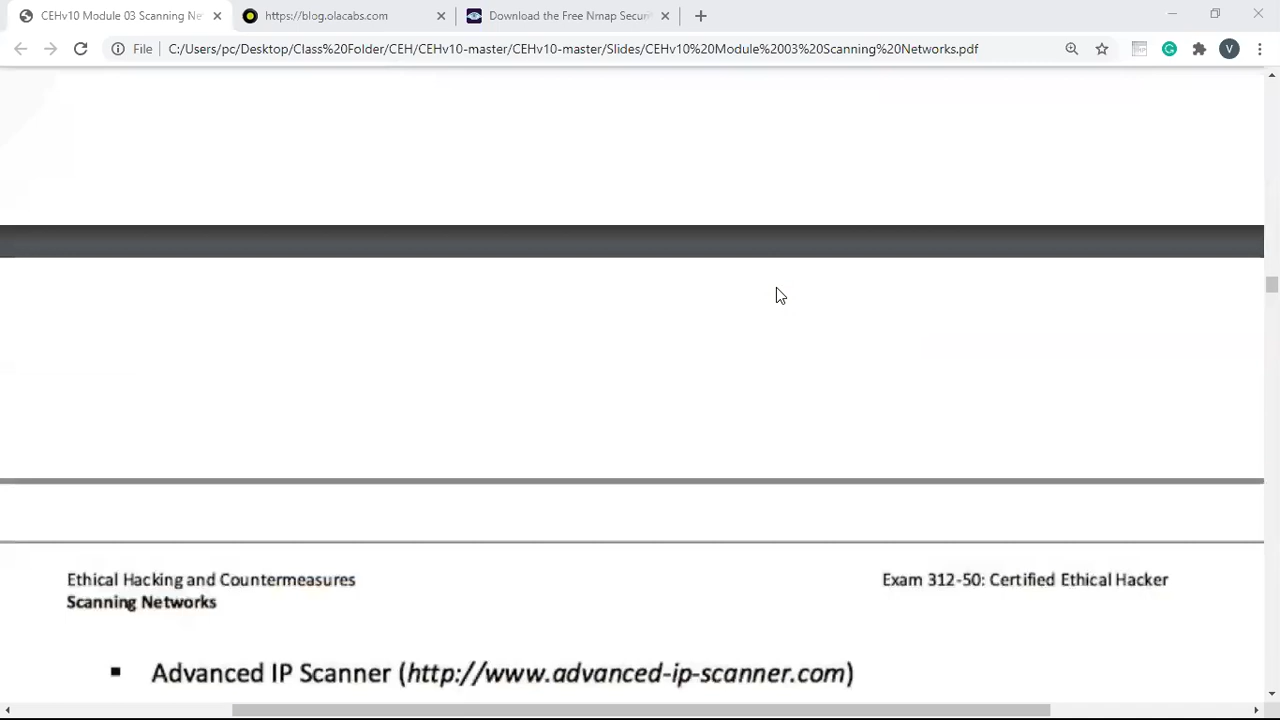 CEHv10 Module 03 Scanning Ne
https://blog.olacabs.com
Download the Free Nmap Securi
File
C:/Users/pc/Desktop/Class%20Folder/CEH/CEHv10-master/CEHv10-master/Slides/CEHv10%20Module%2003%20Scanning%20Networks.pdf
V
Ethical Hacking and Countermeasures
Exam 312-50: Certified Ethical Hacker
Scanning Networks
▪ Advanced IP Scanner (http://www.advanced-ip-scanner.com)